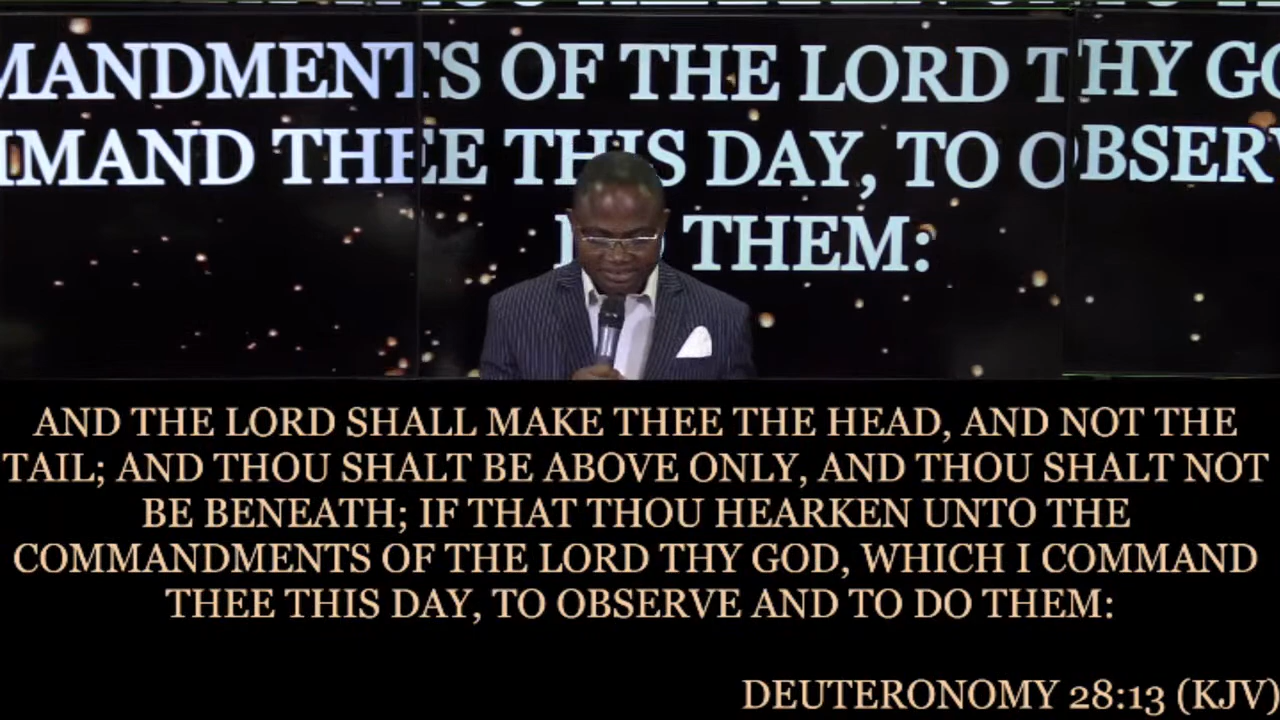 MANDMENTS OF THE LORD THY GO
MMAND THEE THIS DAY, TO OBSER
THEM:
AND THE LORD SHALL MAKE THEE THE HEAD, AND NOT THE
TAIL; AND THOU SHALT BE ABOVE ONLY, AND THOU SHALT NOT
BE BENEATH; IF THAT THOU HEARKEN UNTO THE
COMMANDMENTS OF THE LORD THY GOD, WHICH I COMMAND
THEE THIS DAY, TO OBSERVE AND TO DO THEM:
DEUTERONOMY 28:13 (KJV)